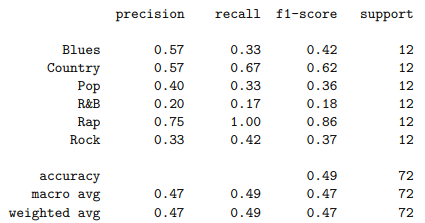 precision recall f1-score support
Blues 0.57 0.33 0.42 12
Country 0.57 0.67 0.62 12
Pop 0.40 0.33 0.36 12
R&B 0.20 0.17 0.18 12
Rap 0.75 1.00 0.86 12
Rock 0.33 0.42 0.37 12
accuracy 0.49 72
macro avg 0.47 0.49 0.47 72
weighted avg 0.47 0.49 0.47 72